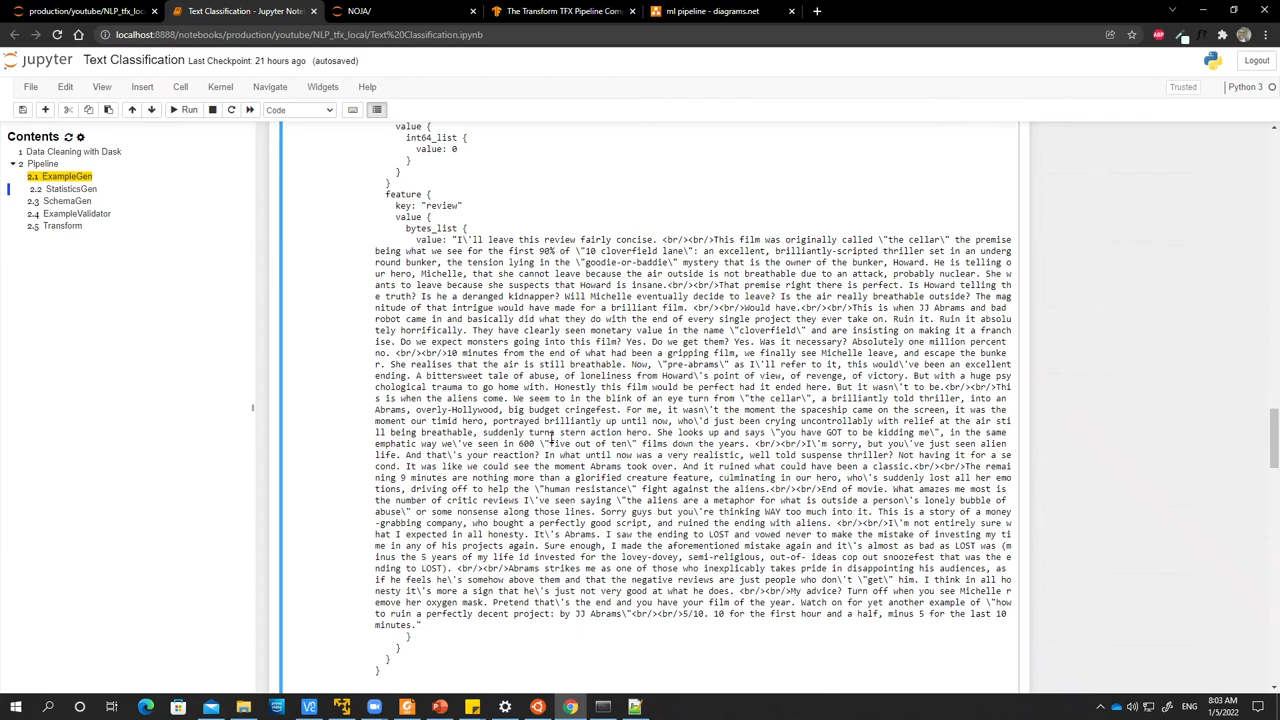 production/youtube/NLP_tfx_local/
Text Classification - Jupyter Note
NOJA/
The Transform TFX Pipeline Comp
ml pipeline - diagrams.net
localhost:8888/notebooks/production/youtube/NLP_tfx_local/Text%20Classification.ipynb
jupyter Text Classification Last Checkpoint: 21 hours ago (autosaved)
Logout
File Edit View Insert Cell Kernel Navigate Widgets Help
Trusted
Python 3
Run
Code
Contents
1 Data Cleaning with Dask
2 Pipeline
2.1 ExampleGen
2.2 StatisticsGen
2.3 SchemaGen
2.4 ExampleValidator
2.5 Transform
value {
int64_list {
value: 0
}
}
}
feature {
key: "review"
value {
bytes_list {
value: "I\'ll leave this review fairly concise. <br/><br/>This film was originally called \"the cellar\" the premise
being what we see for the first 90% of \"10 cloverfield lane\": an excellent, brilliantly-scripted thriller set in an underg
round bunker, the tension lying in the \"goodie-or-baddie\" mystery that is the owner of the bunker, Howard. He is telling o
ur hero, Michelle, that she cannot leave because the air outside is not breathable due to an attack, probably nuclear. She w
ants to leave because she suspects that Howard is insane.<br/><br/>That premise right there is perfect. Is Howard telling th
e truth? Is he a deranged kidnapper? Will Michelle eventually decide to leave? Is the air really breathable outside? The mag
nitude of that intrigue would have made for a brilliant film. <br/><br/>Would have.<br/><br/>This is when JJ Abrams and bad
robot came in and basically did what they do with the end of every single project they ever take on. Ruin it. Ruin it absolu
tely horrifically. They have clearly seen monetary value in the name \"cloverfield\" and are insisting on making it a franch
ise. Do we expect monsters going into this film? Yes. Do we get them? Yes. Was it necessary? Absolutely one million percent
no. <br/><br/>10 minutes from the end of what had been a gripping film, we finally see Michelle leave, and escape the bunke
r. She realises that the air is still breathable. Now, \"pre-abrams\" as I\'ll refer to it, this would\'ve been an excellent
ending. A bittersweet tale of abuse, of loneliness from Howard\'s point of view, of revenge, of victory. But with a huge psy
chological trauma to go home with. Honestly this film would be perfect had it ended here. But it wasn\'t to be.<br/><br/>Thi
s is when the aliens come. We seem to in the blink of an eye turn from \"the cellar\", a brilliantly told thriller, into an
Abrams, overly-Hollywood, big budget cringefest. For me, it wasn\'t the moment the spaceship came on the screen, it was the
moment our timid hero, portrayed brilliantly up until now, who\'d just been crying uncontrollably with relief at the air sti
ll being breathable, suddenly turns stern action hero. She looks up and says \"you have GOT to be kidding me\", in the same
emphatic way we\'ve seen in 600 \"five out of ten\" films down the years. <br/><br/>I\'m sorry, but you\'ve just seen alien
life. And that\'s your reaction? In what until now was a very realistic, well told suspense thriller? Not having it for a se
cond. It was like we could see the moment Abrams took over. And it ruined what could have been a classic.<br/><br/>The remai
ning 9 minutes are nothing more than a glorified creature feature, culminating in our hero, who\'s suddenly lost all her emo
tions, driving off to help the \"human resistance\" fight against the aliens.<br/><br/>End of movie. What amazes me most is
the number of critic reviews I\'ve seen saying \"the aliens are a metaphor for what is outside a person\'s lonely bubble of
abuse\" or some nonsense along those lines. Sorry guys but you\'re thinking WAY too much into it. This is a story of a money
-grabbing company, who bought a perfectly good script, and ruined the ending with aliens. <br/><br/>I\'m not entirely sure w
hat I expected in all honesty. It\'s Abrams. I saw the ending to LOST and vowed never to make the mistake of investing my ti
me in any of his projects again. Sure enough, I made the aforementioned mistake again and it\'s almost as bad as LOST was (m
inus the 5 years of my life id invested for the lovey-dovey, semi-religious, out-of- ideas cop out snoozefest that was the e
nding to LOST). <br/><br/>Abrams strikes me as one of those who inexplicably takes pride in disappointing his audiences, as
if he feels he\'s somehow above them and that the negative reviews are just people who don\'t \"get\" him. I think in all ho
nesty it\'s more a sign that he\'s just not very good at what he does. <br/><br/>My advice? Turn off when you see Michelle r
emove her oxygen mask. Pretend that\'s the end and you have your film of the year. Watch on for yet another example of \"how
to ruin a perfectly decent project: by JJ Abrams\"<br/><br/>5/10. 10 for the first hour and a half, minus 5 for the last 10
minutes."
}
}
}
}
ENG
8:03 AM
1/5/2022